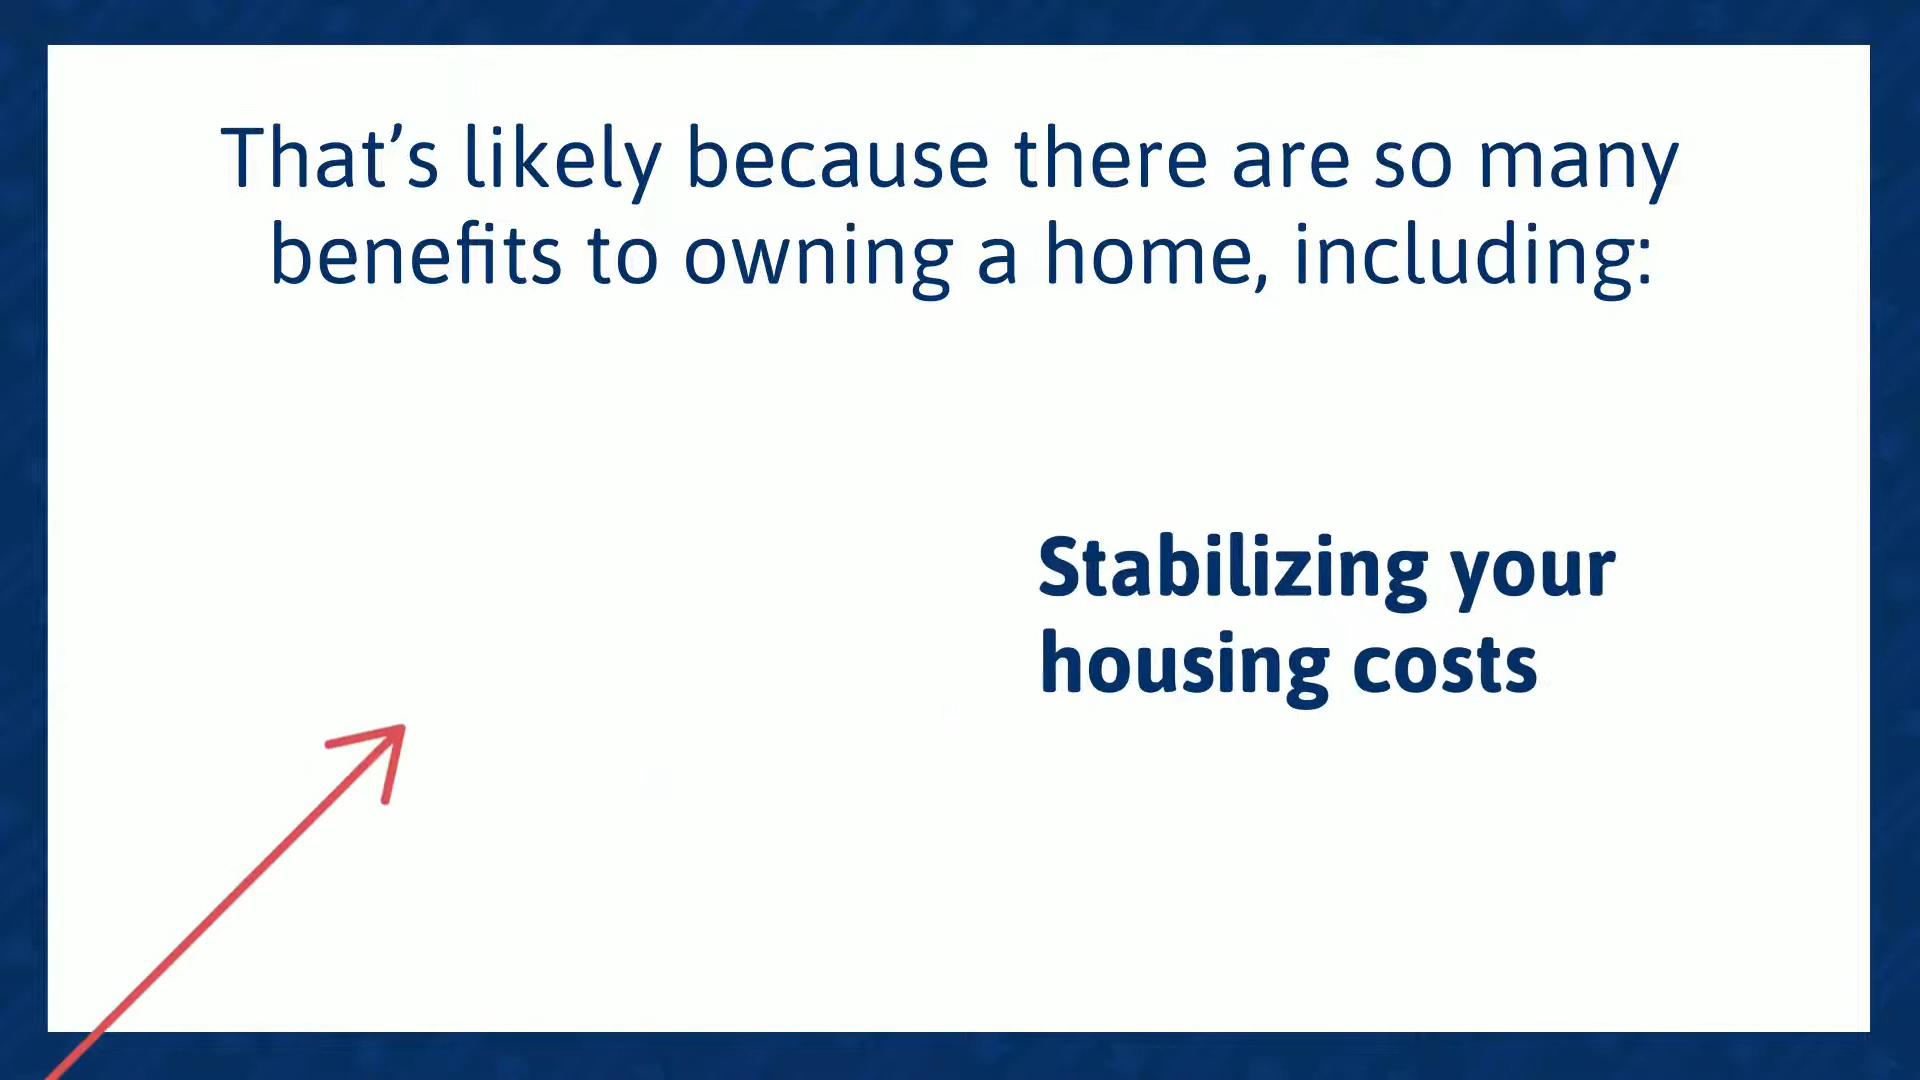 That’s likely because there are so many
benefits to owning a home, including:
Stabilizing your
housing costs